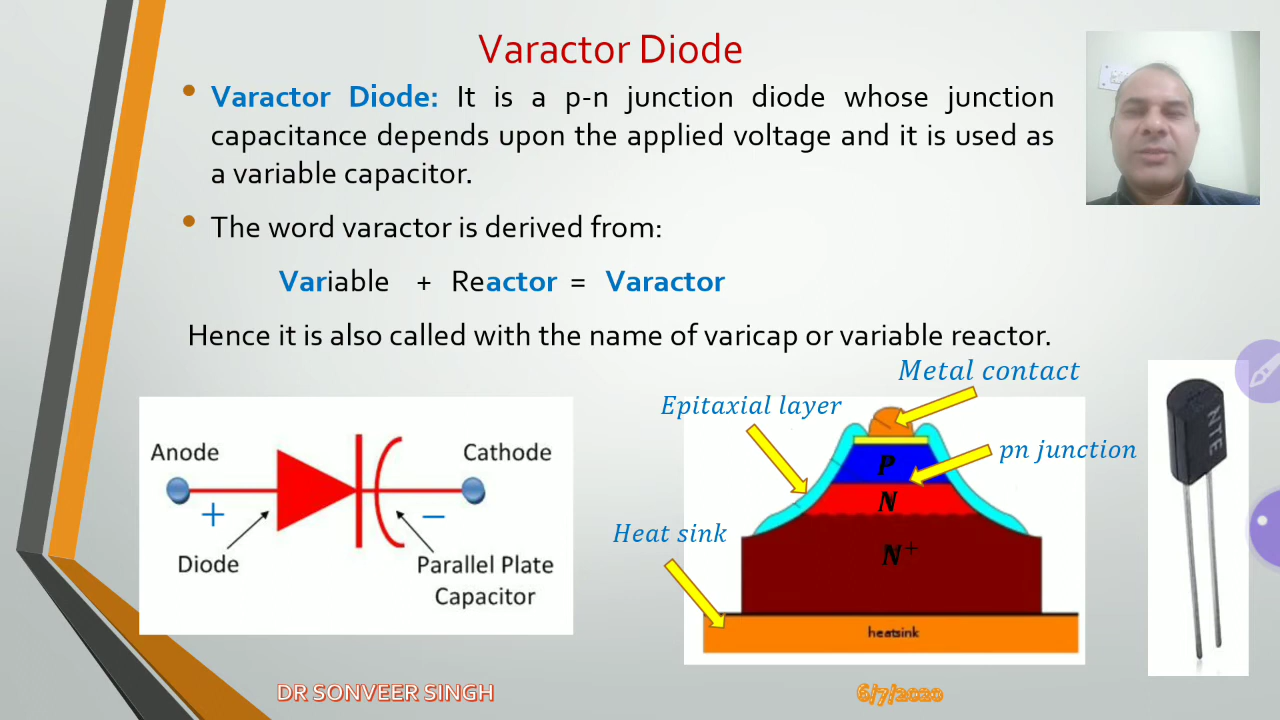 Varactor Diode
• Varactor Diode: It is a p-n junction diode whose junction
capacitance depends upon the applied voltage and it is used as
a variable capacitor.
• The word varactor is derived from:
Variable + Reactor = Varactor
Hence it is also called with the name of varicap or variable reactor.
Metal contact
Epitaxial layer
pn junction
Heat sink
Anode
Cathode
+
−
Diode
Parallel Plate
Capacitor
P
N
N+
heatsink
NTE
DR SONVEER SINGH
6/7/2020